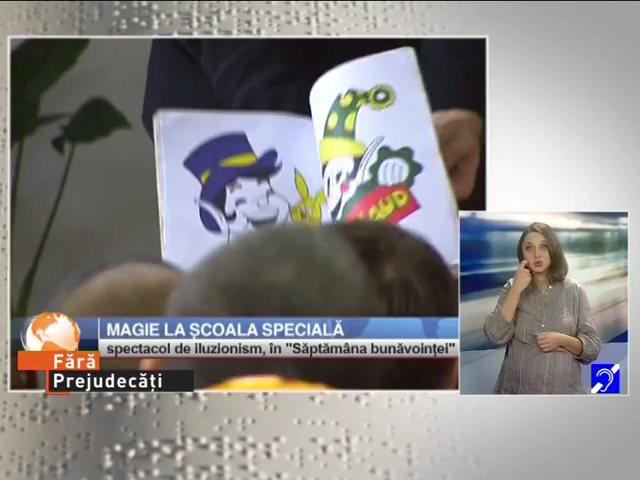 MAGIE LA ȘCOALA SPECIALĂ
spectacol de iluzionism, în "Săptămâna bunăvoinței"
Fără
Prejudecăți